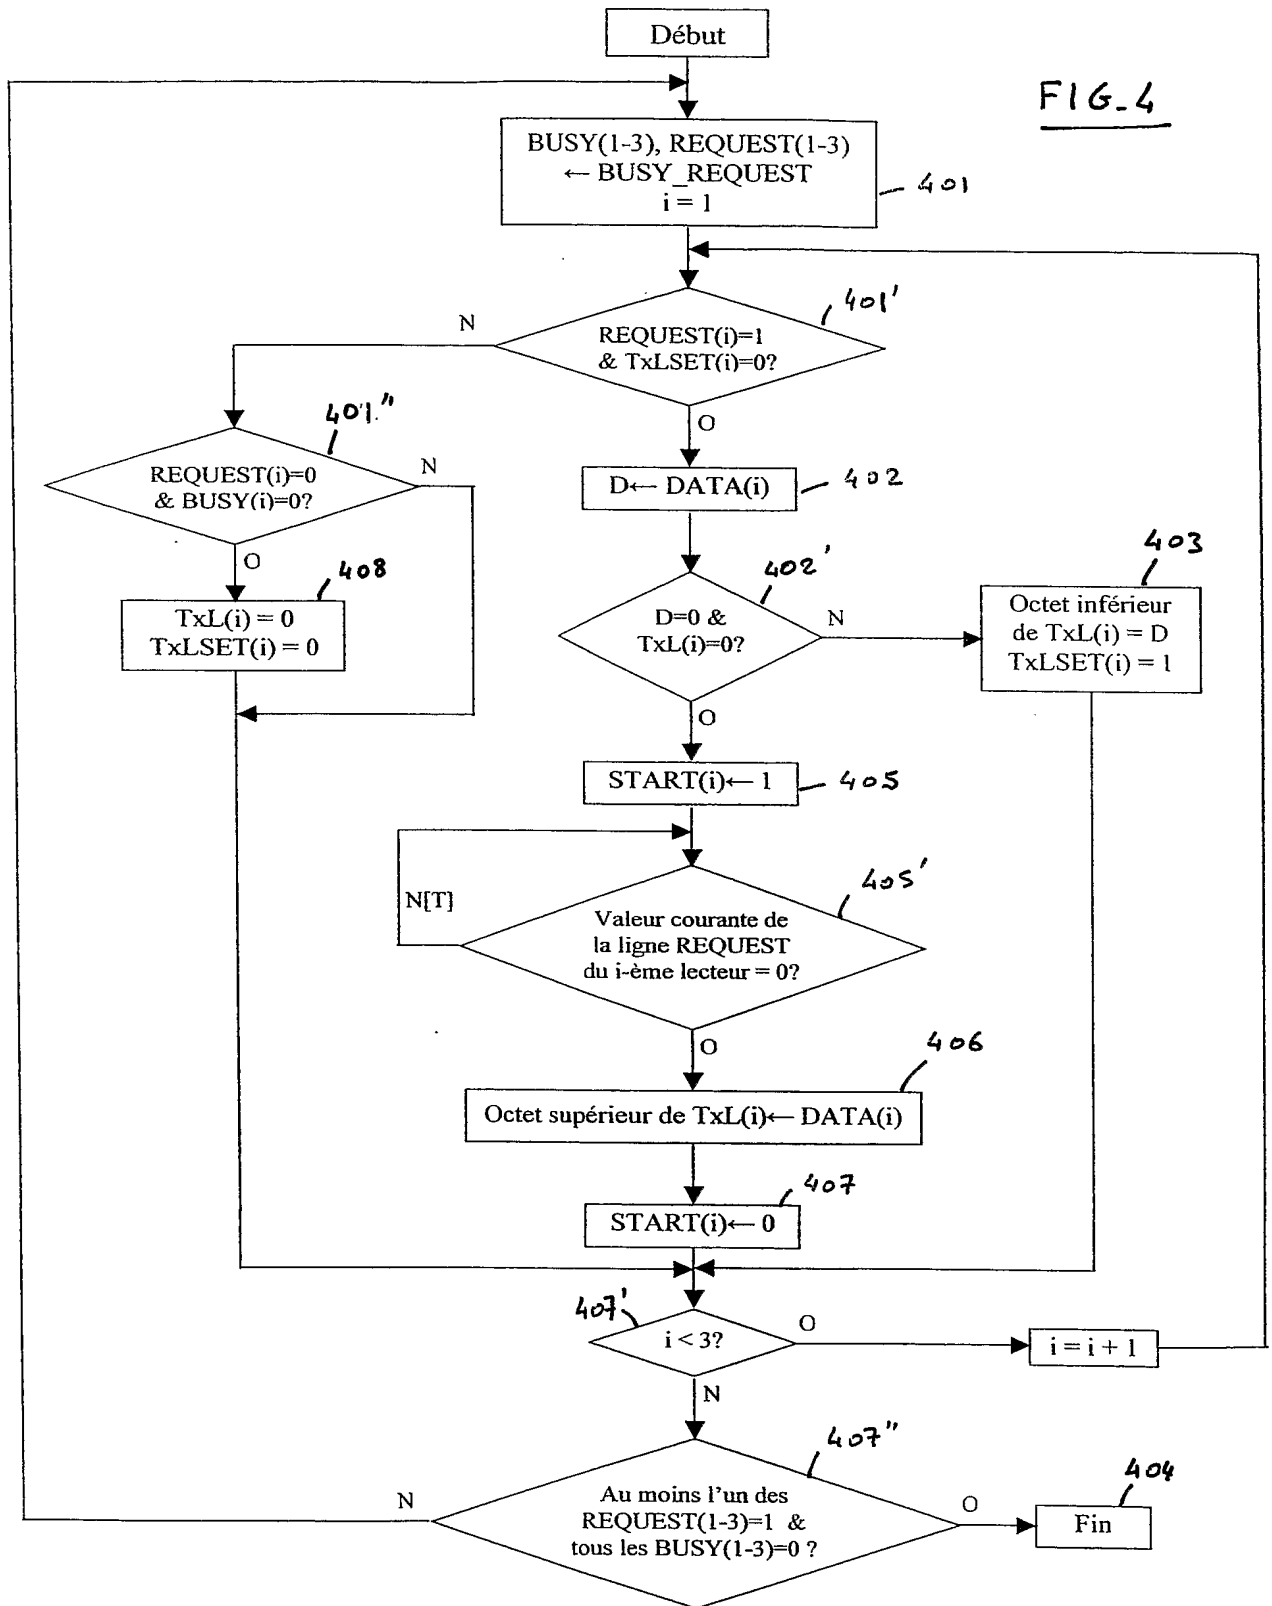 Début
FIG-4
BUSY(1-3), REQUEST(1-3)
← BUSY_REQUEST
i = 1
401
401'
N
REQUEST(i)=1
& TxLSET(i)=0?
O
401''
REQUEST(i)=0
& BUSY(i)=0?
N
O
D← DATA(i)
402
408
TxL(i) = 0
TxLSET(i) = 0
402'
D=0 &
TxL(i)=0?
N
O
403
Octet inférieur
de TxL(i) = D
TxLSET(i) = 1
START(i)← 1
405
N[T]
405'
Valeur courante de
la ligne REQUEST
du i-ème lecteur = 0?
O
406
Octet supérieur de TxL(i)← DATA(i)
407
START(i)← 0
407'
i < 3?
O
i = i + 1
N
407''
N
Au moins l'un des
REQUEST(1-3)=1 &
tous les BUSY(1-3)=0 ?
O
404
Fin